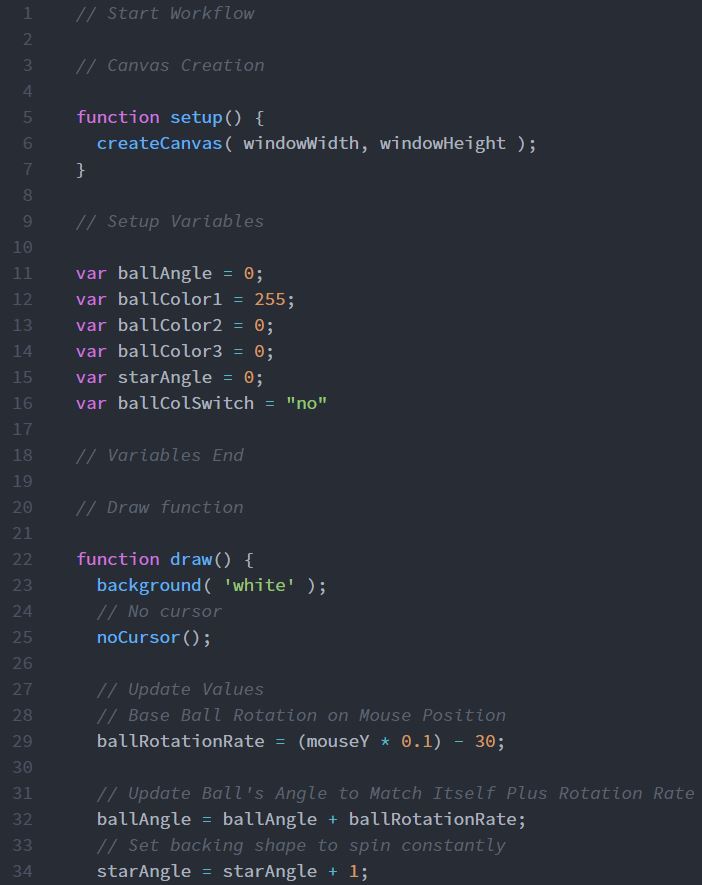 1 // Start Workflow
2
3 // Canvas Creation
4
5 function setup() {
6   createCanvas( windowWidth, windowHeight );
7 }
8
9 // Setup Variables
10
11 var ballAngle = 0;
12 var ballColor1 = 255;
13 var ballColor2 = 0;
14 var ballColor3 = 0;
15 var starAngle = 0;
16 var ballColSwitch = "no"
17
18 // Variables End
19
20 // Draw function
21
22 function draw() {
23   background( 'white' );
24   // No cursor
25   noCursor();
26
27   // Update Values
28   // Base Ball Rotation on Mouse Position
29   ballRotationRate = (mouseY * 0.1) - 30;
30
31   // Update Ball's Angle to Match Itself Plus Rotation Rate
32   ballAngle = ballAngle + ballRotationRate;
33   // Set backing shape to spin constantly
34   starAngle = starAngle + 1;